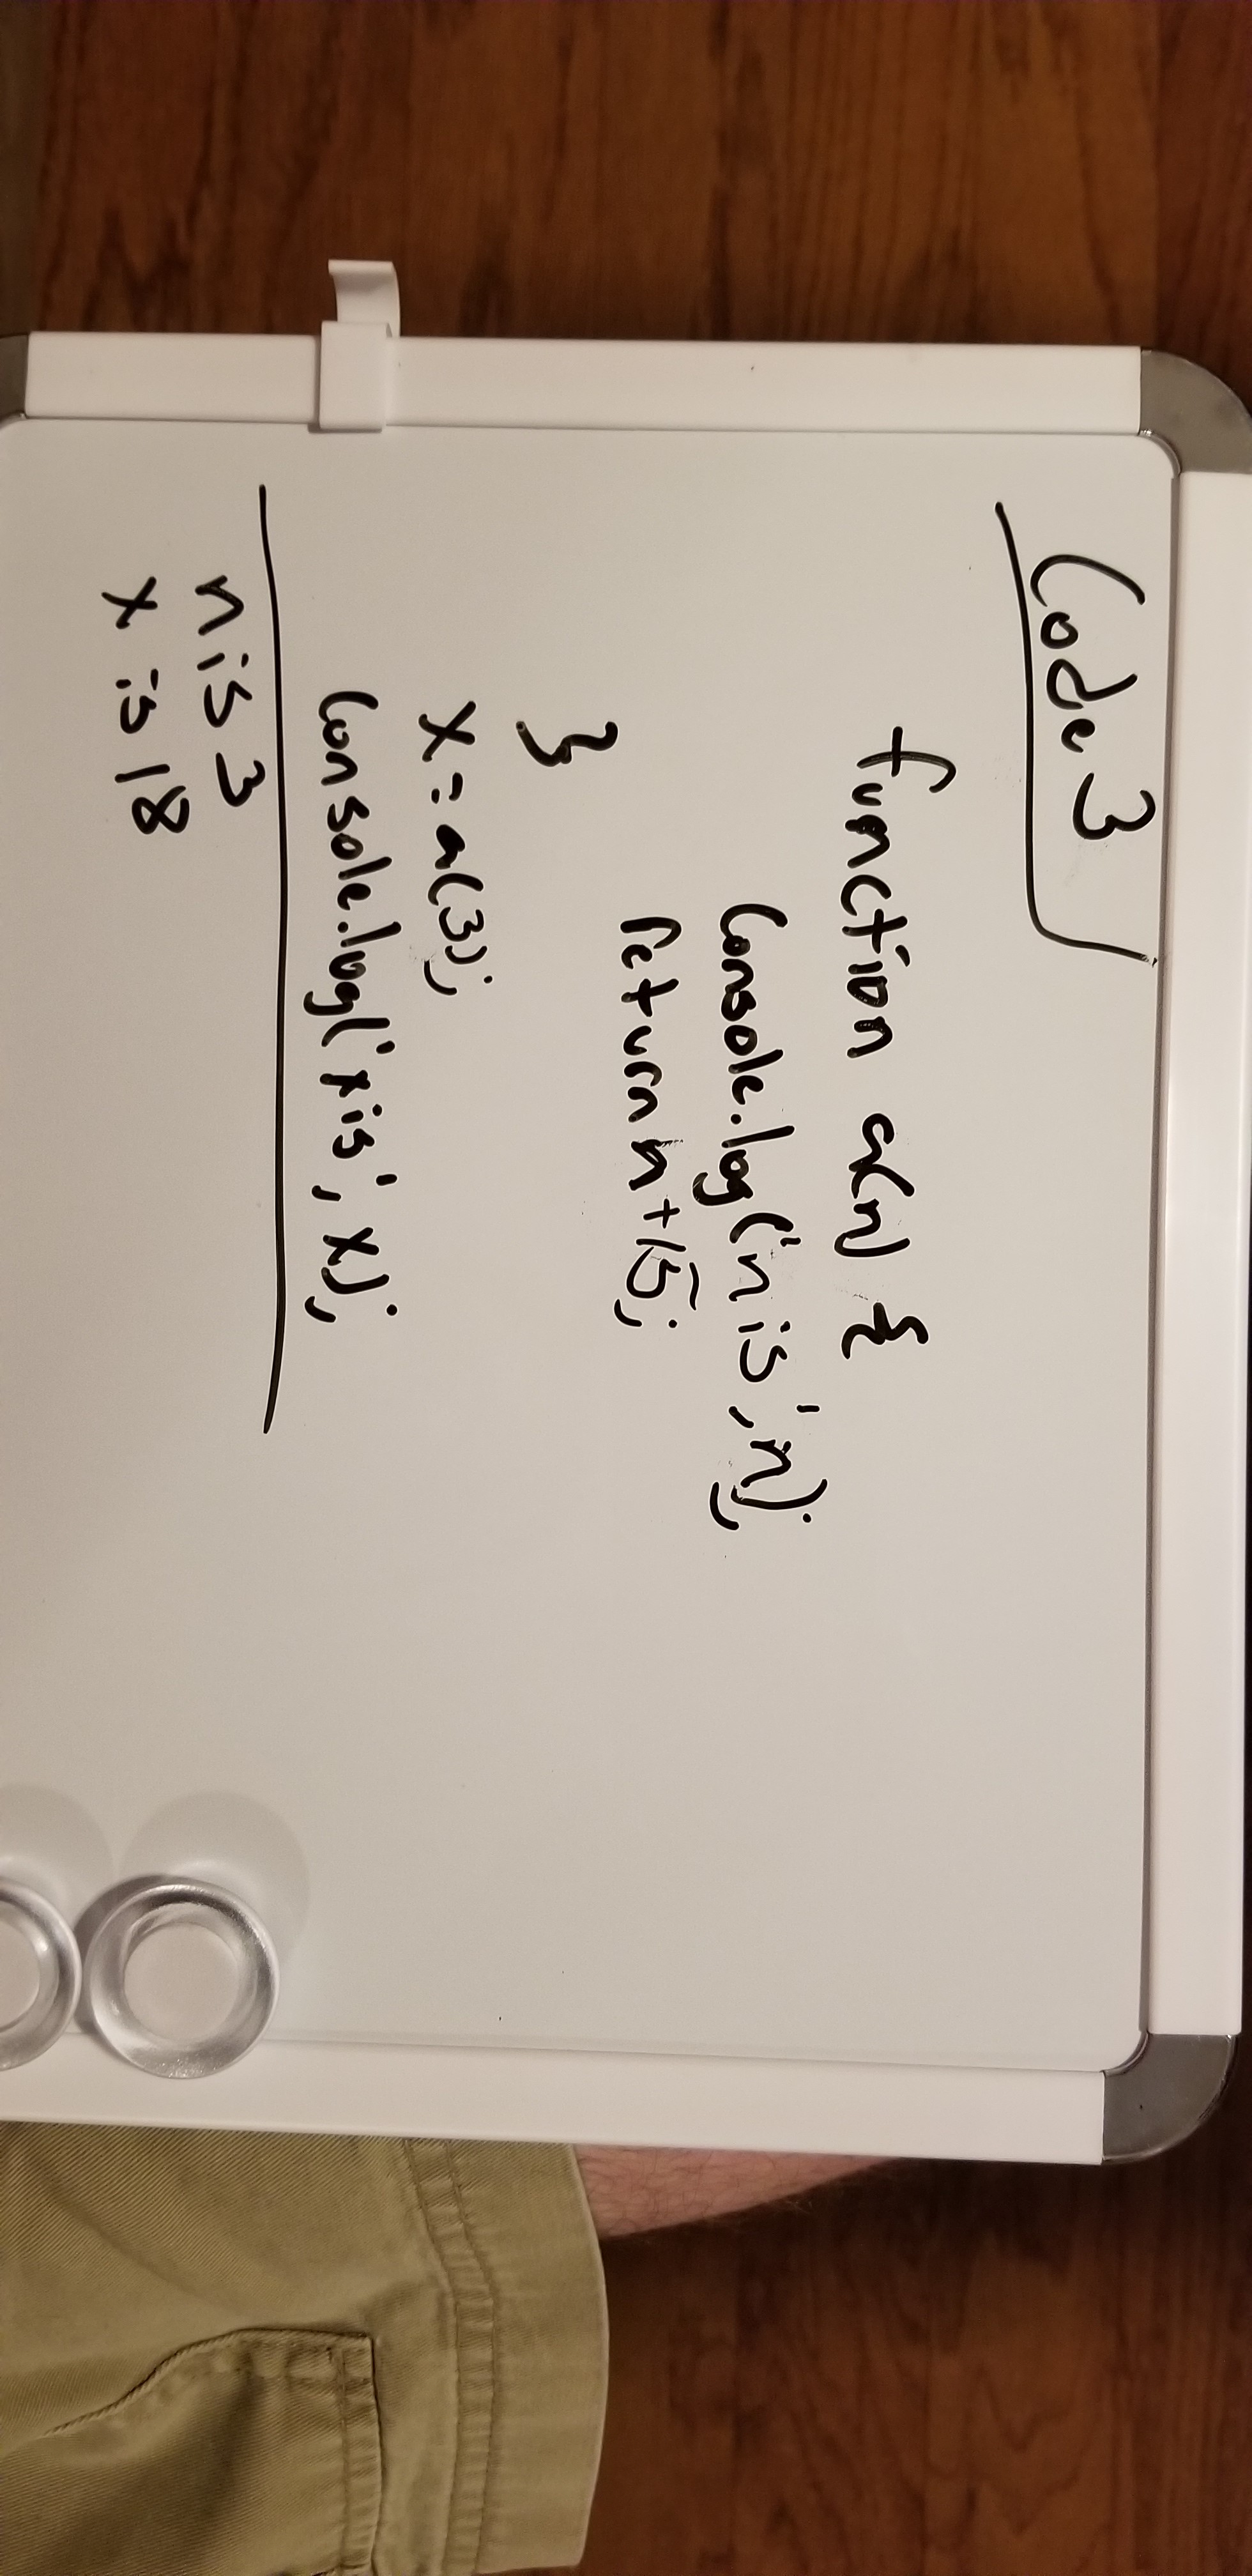 Code 3
function a(n) {
console.log('n is', n);
return n + 15;
}
x = a(3);
console.log('x is', x);
n is 3
x is 18